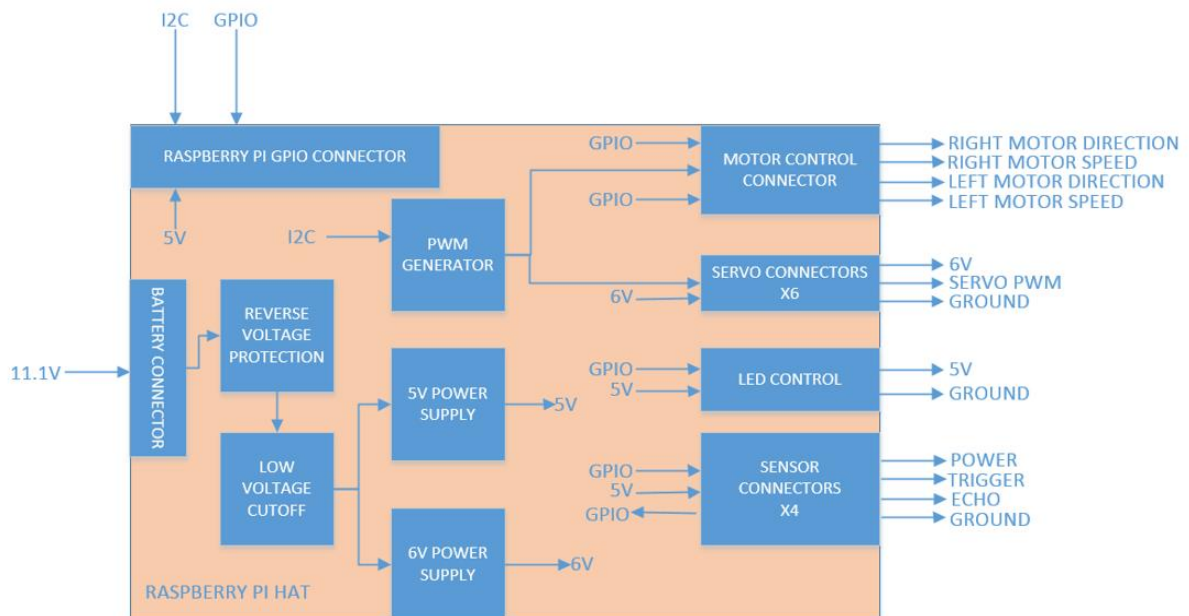 I2C
GPIO
RASPBERRY PI GPIO CONNECTOR
5V
I2C
PWM
GENERATOR
GPIO
GPIO
MOTOR CONTROL
CONNECTOR
RIGHT MOTOR DIRECTION
RIGHT MOTOR SPEED
LEFT MOTOR DIRECTION
LEFT MOTOR SPEED
6V
SERVO CONNECTORS
X6
6V
SERVO PWM
GROUND
11.1V
BATTERY CONNECTOR
REVERSE
VOLTAGE
PROTECTION
LOW
VOLTAGE
CUTOFF
5V POWER
SUPPLY
5V
6V POWER
SUPPLY
6V
GPIO
5V
LED CONTROL
5V
GROUND
GPIO
5V
GPIO
SENSOR
CONNECTORS
X4
POWER
TRIGGER
ECHO
GROUND
RASPBERRY PI HAT